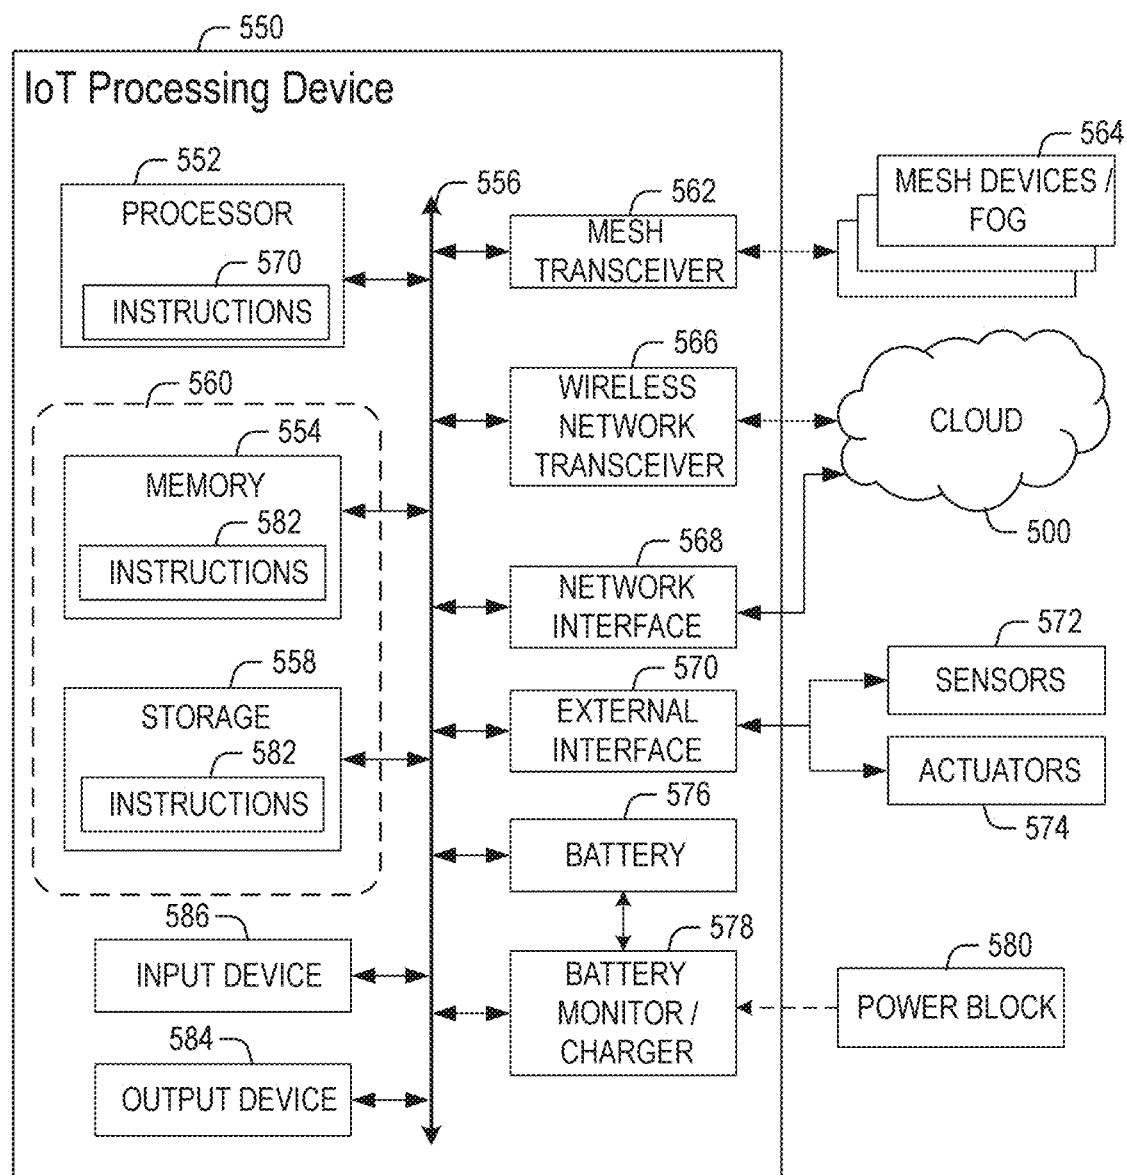 550
IoT Processing Device
552
PROCESSOR
570
INSTRUCTIONS
560
554
MEMORY
582
INSTRUCTIONS
558
STORAGE
582
INSTRUCTIONS
586
INPUT DEVICE
584
OUTPUT DEVICE
556
562
MESH
TRANSCEIVER
566
WIRELESS
NETWORK
TRANSCEIVER
568
NETWORK
INTERFACE
570
EXTERNAL
INTERFACE
576
BATTERY
578
BATTERY
MONITOR /
CHARGER
564
MESH DEVICES /
FOG
CLOUD
500
572
SENSORS
ACTUATORS
574
580
POWER BLOCK